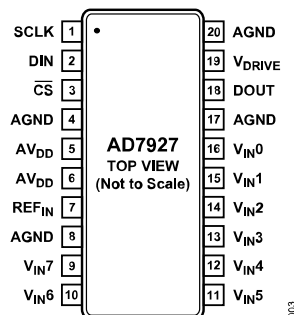 SCLK 1 20 AGND
DIN 2 19 VDRIVE
CS 3 18 DOUT
AGND 4 17 AGND
AVDD 5 AD7927 16 VIN0
AVDD 6 TOP VIEW 15 VIN1
REFIN 7 (Not to Scale) 14 VIN2
AGND 8 13 VIN3
VIN7 9 12 VIN4
VIN6 10 11 VIN5
003